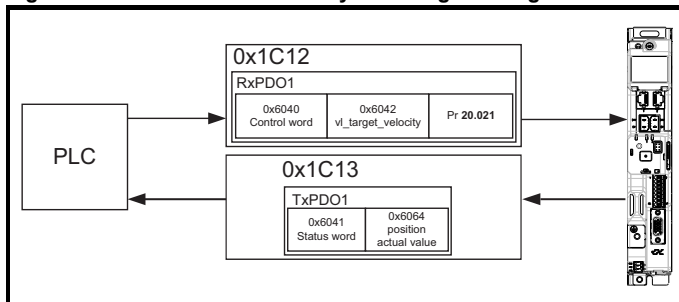 0x1C12
RxPDO1
0x6040
Control word
0x6042
vl_target_velocity
Pr 20.021
PLC
0x1C13
TxPDO1
0x6041
Status word
0x6064
position
actual value